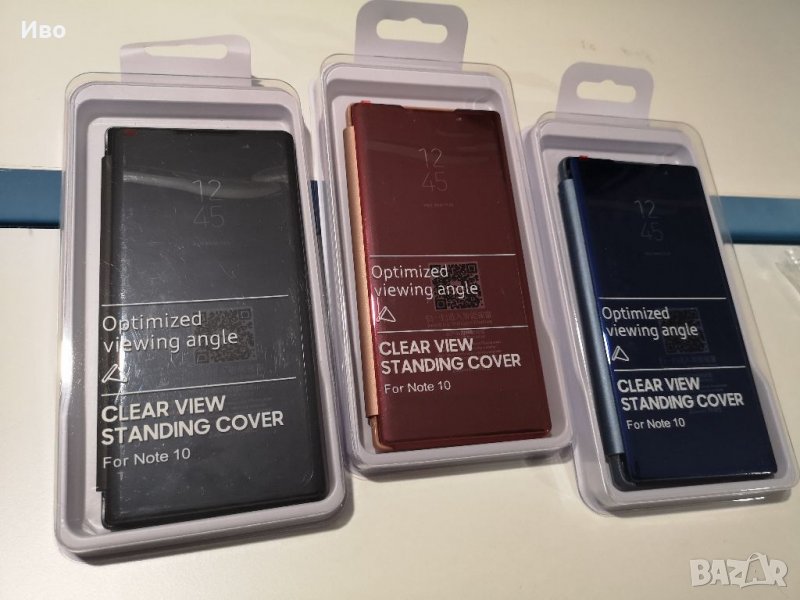 Иво
12
45
Optimized
viewing angle
CLEAR VIEW
STANDING COVER
For Note 10
12
45
Optimized
viewing angle
CLEAR VIEW
STANDING COVER
For Note 10
12
45
Optimized
viewing angle
CLEAR VIEW
STANDING COVER
For Note 10
BAZAR